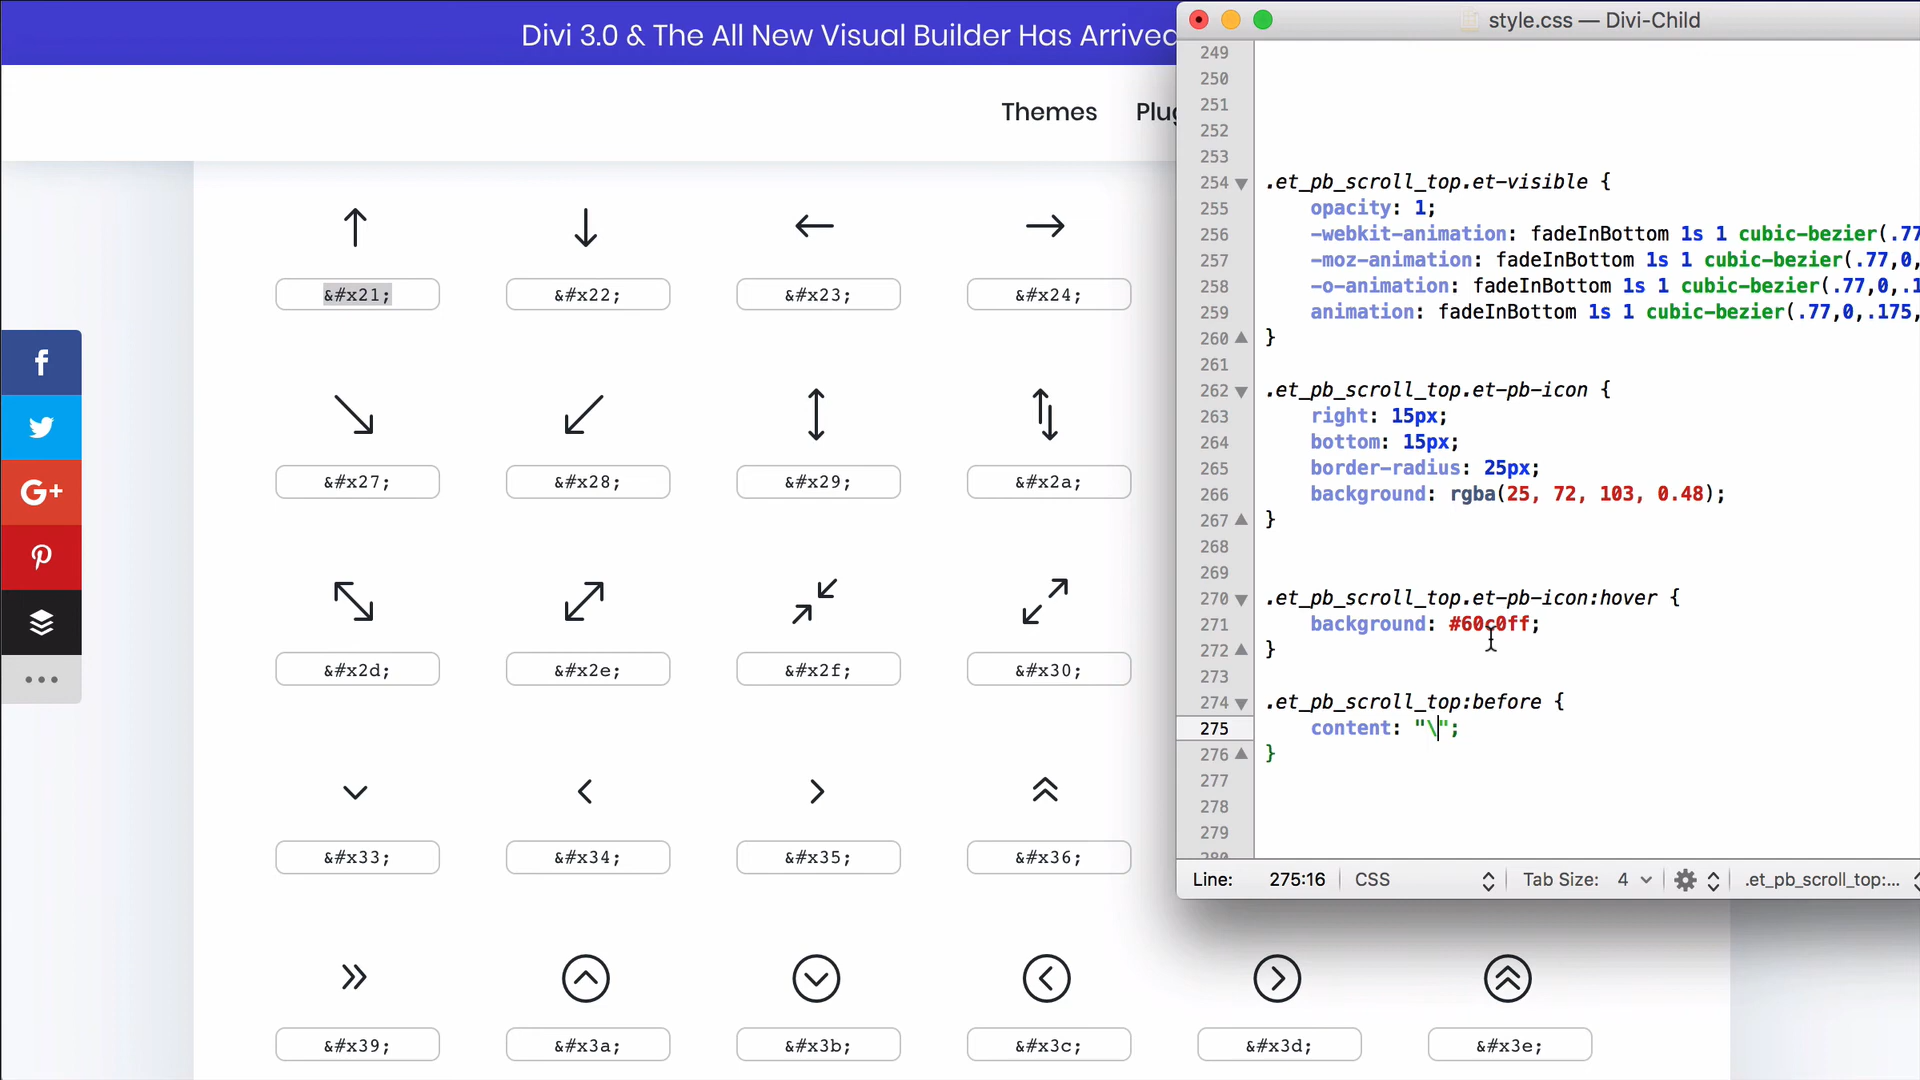 Divi 3.0 & The All New Visual Builder Has Arrived
Themes
&#x21; &#x22; &#x23; &#x24;
&#x27; &#x28; &#x29; &#x2a;
&#x2d; &#x2e; &#x2f; &#x30;
&#x33; &#x34; &#x35; &#x36;
&#x39; &#x3a; &#x3b; &#x3c; &#x3d; &#x3e;
f
G+
style.css — Divi-Child
249
250
251
252
253
254 .et_pb_scroll_top.et-visible {
255 opacity: 1;
256 -webkit-animation: fadeInBottom 1s 1 cubic-bezier(.77
257 -moz-animation: fadeInBottom 1s 1 cubic-bezier(.77,0,
258 -o-animation: fadeInBottom 1s 1 cubic-bezier(.77,0,.1
259 animation: fadeInBottom 1s 1 cubic-bezier(.77,0,.175,
260 }
261
262 .et_pb_scroll_top.et-pb-icon {
263 right: 15px;
264 bottom: 15px;
265 border-radius: 25px;
266 background: rgba(25, 72, 103, 0.48);
267 }
268
269
270 .et_pb_scroll_top.et-pb-icon:hover {
271 background: #60c0ff;
272 }
273
274 .et_pb_scroll_top:before {
275 content: "\";
276 }
277
278
279
Line: 275:16 CSS Tab Size: 4 .et_pb_scroll_top:...